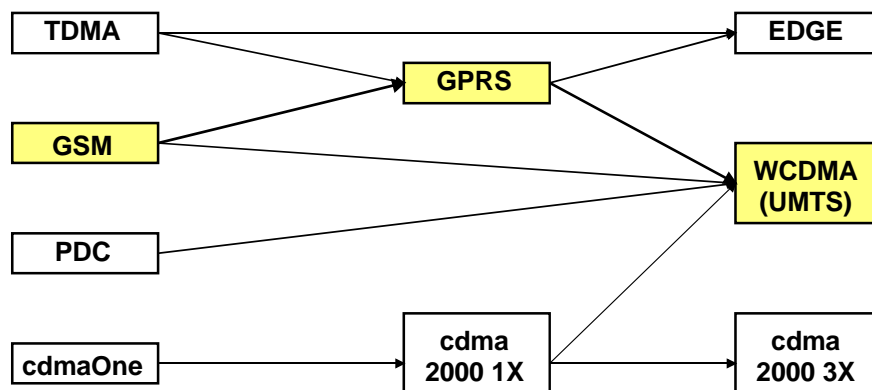 TDMA
EDGE
GPRS
GSM
WCDMA
(UMTS)
PDC
cdmaOne
cdma
2000 1X
cdma
2000 3X